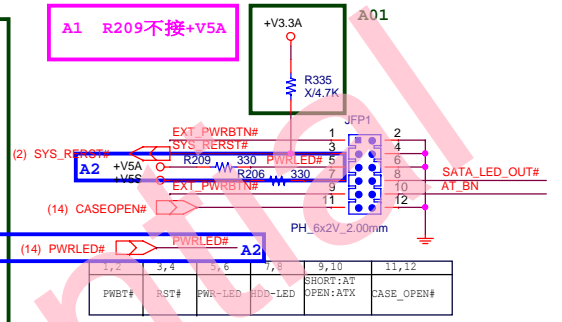 A1 R209不接+V5A
A01
+V3.3A
R335
X/4.7K
JFP1
EXT_PWRBTN#
1
2
SYS_RERST#
3
4
(2) SYS_RERST#
A2
+V5A
R209
330
PWRLED#
5
6
+V5S
R206
330
7
8
SATA_LED_OUT#
EXT_PWRBTN#
9
10
AT_BN
(14) CASEOPEN#
11
12
PH_6x2V_2.00mm
(14) PWRLED#
PWRLED#
A2
1,2 3,4 5,6 7,8 9,10 11,12
PWBT# RST# PWR-LED HDD-LED SHORT:AT OPEN:ATX CASE_OPEN#